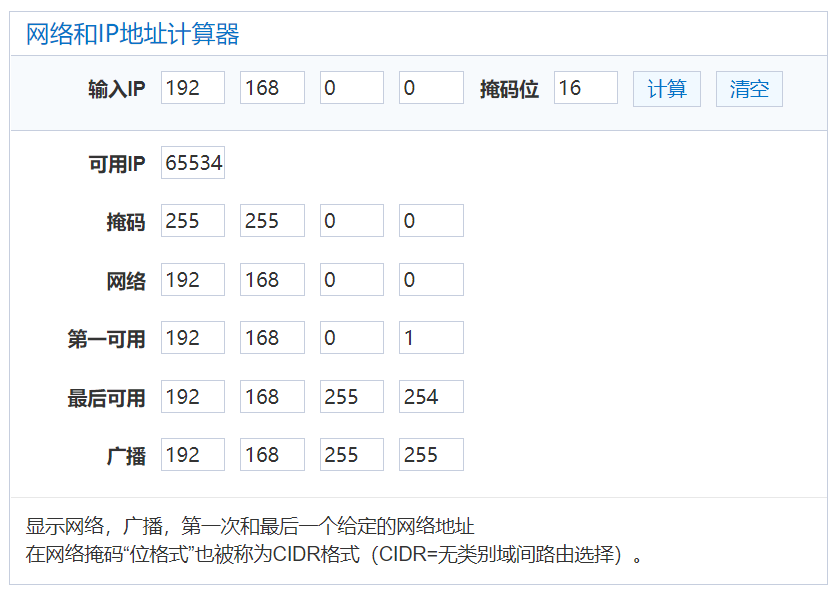 网络和IP地址计算器
输入IP 192 168 0 0 掩码位 16 计算 清空
可用IP 65534
掩码 255 255 0 0
网络 192 168 0 0
第一可用 192 168 0 1
最后可用 192 168 255 254
广播 192 168 255 255
显示网络，广播，第一次和最后一个给定的网络地址
在网络掩码“位格式”也被称为CIDR格式（CIDR=无类别域间路由选择）。